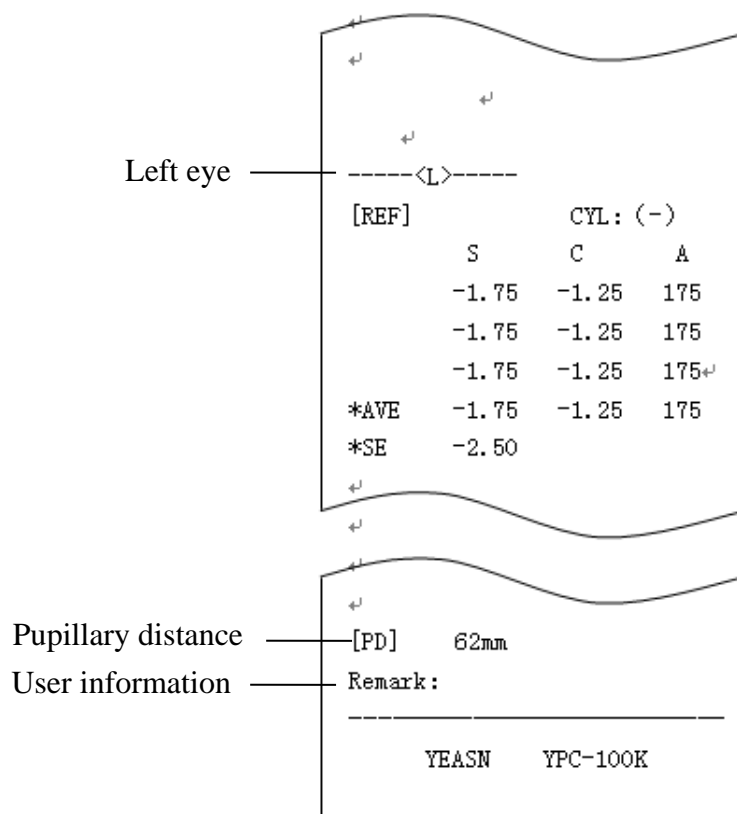 Left eye
-----<L>-----
[REF] CYL: (-)
S C A
-1.75 -1.25 175
-1.75 -1.25 175
-1.75 -1.25 175
*AVE -1.75 -1.25 175
*SE -2.50
Pupillary distance
[PD] 62mm
User information
Remark:
YEASN YPC-100K